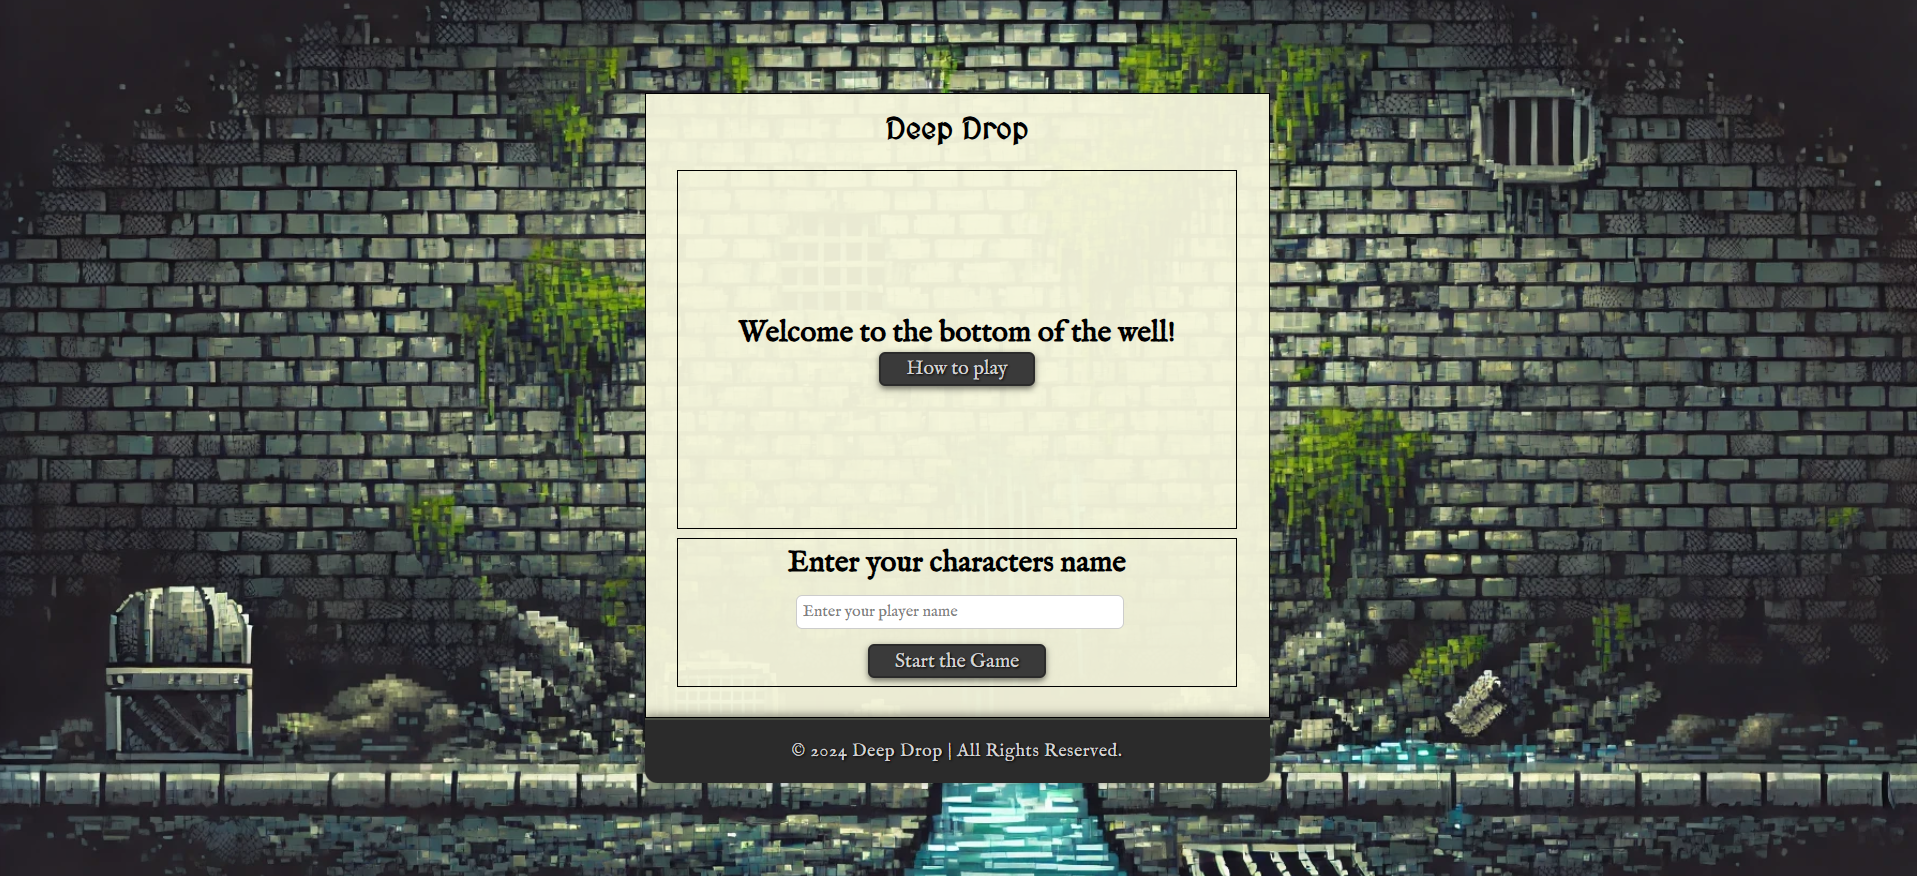 Deep Drop
Welcome to the bottom of the well!
How to play
Enter your characters name
Enter your player name
Start the Game
© 2024 Deep Drop | All Rights Reserved.